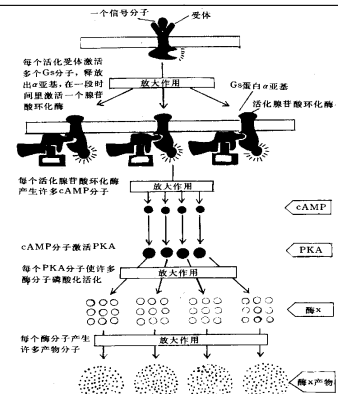 一个信号分子
受体
每个活化受体激活
多个Gs分子，释放
出α亚基，在一段时
间里激活一个腺苷
酸环化酶
放大作用
Gs蛋白α亚基
活化腺苷酸环化酶
每个活化腺苷酸环化酶
产生许多cAMP分子
放大作用
cAMP
cAMP分子激活PKA
PKA
每个PKA分子使许多
酶分子磷酸化活化
放大作用
酶x
每个酶分子产生
许多产物分子
放大作用
酶x产物